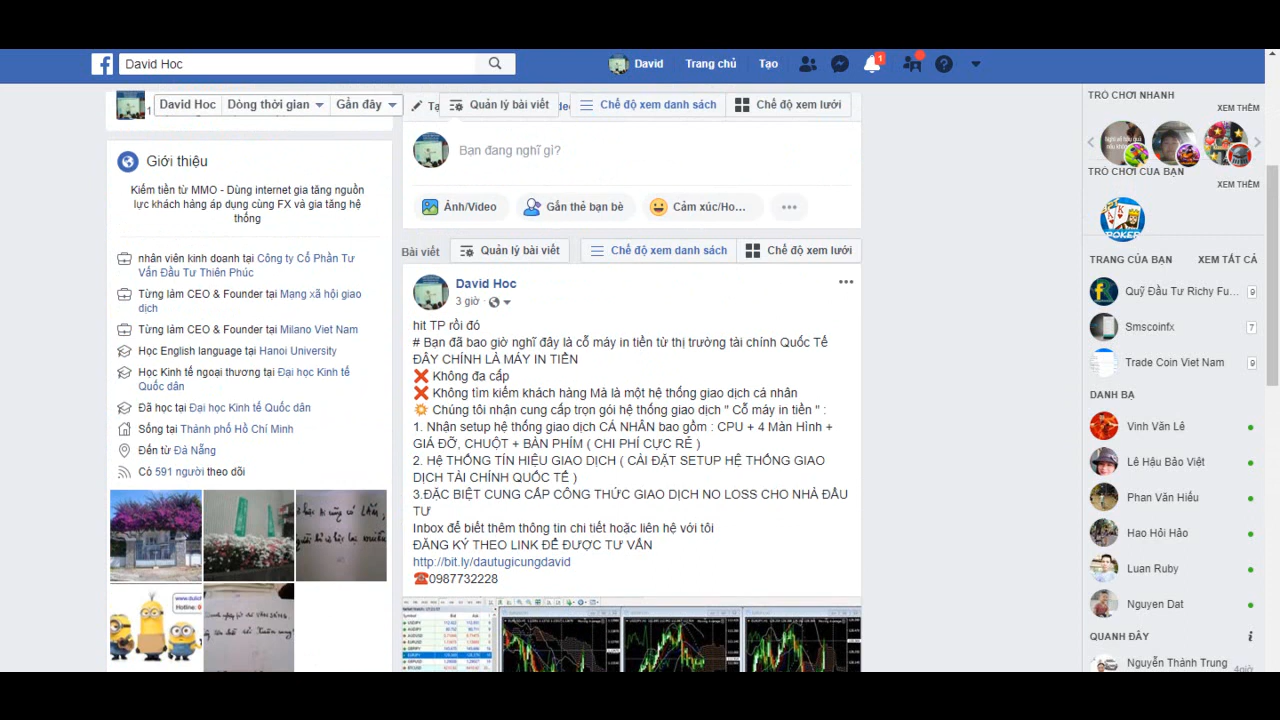 David Hoc
David
Trang chủ
Tạo
1
David Hoc
Dòng thời gian
Gần đây
Quản lý bài viết
Chế độ xem danh sách
Chế độ xem lưới
Giới thiệu
Kiếm tiền từ MMO - Dùng internet gia tăng nguồn
lực khách hàng áp dụng cùng FX và gia tăng hệ
thống
nhân viên kinh doanh tại Công ty Cổ Phần Tư
Vấn Đầu Tư Thiên Phúc
Từng làm CEO & Founder tại Mạng xã hội giao
dịch
Từng làm CEO & Founder tại Milano Viet Nam
Học English language tại Hanoi University
Học Kinh tế ngoại thương tại Đại học Kinh tế
Quốc dân
Đã học tại Đại học Kinh tế Quốc dân
Sống tại Thành phố Hồ Chí Minh
Đến từ Đà Nẵng
Có 591 người theo dõi
Bạn đang nghĩ gì?
Ảnh/Video
Gắn thẻ bạn bè
Cảm xúc/Ho...
Bài viết
Quản lý bài viết
Chế độ xem danh sách
Chế độ xem lưới
David Hoc
3 giờ
hit TP rồi đó
# Bạn đã bao giờ nghĩ đây là cỗ máy in tiền từ thị trường tài chính Quốc Tế
ĐÂY CHÍNH LÀ MÁY IN TIỀN
❌ Không đa cấp
❌ Không tìm kiếm khách hàng Mà là một hệ thống giao dịch cá nhân
💥 Chúng tôi nhận cung cấp trọn gói hệ thống giao dịch " Cỗ máy in tiền " :
1. Nhận setup hệ thống giao dịch CÁ NHÂN bao gồm : CPU + 4 Màn Hình +
GIÁ ĐỠ, CHUỘT + BÀN PHÍM ( CHI PHÍ CỰC RẺ )
2. Hệ THỐNG TÍN HIỆU GIAO DỊCH ( CÀI ĐẶT SETUP HỆ THỐNG GIAO
DỊCH TÀI CHÍNH QUỐC TẾ )
3.ĐẶC BIỆT CUNG CẤP CÔNG THỨC GIAO DỊCH NO LOSS CHO NHÀ ĐẦU
TƯ
Inbox để biết thêm thông tin chi tiết hoặc liên hệ với tôi
ĐĂNG KÝ THEO LINK ĐỂ ĐƯỢC TƯ VẤN
http://bit.ly/dautugicungdavid
☎0987732228
TRÒ CHƠI NHANH
XEM THÊM
TRÒ CHƠI CỦA BẠN
XEM THÊM
POKER
TRANG CỦA BẠN
XEM TẤT CẢ
Quỹ Đầu Tư Richy Fu...
9
Smscoinfx
7
Trade Coin Viet Nam
9
DANH BẠ
Vinh Văn Lê
Lê Hậu Bảo Việt
Phan Văn Hiếu
Hao Hỏi Hảo
Luan Ruby
Nguyen Dat
QUANH ĐÂY
Nguyễn Thành Trung
4giờ